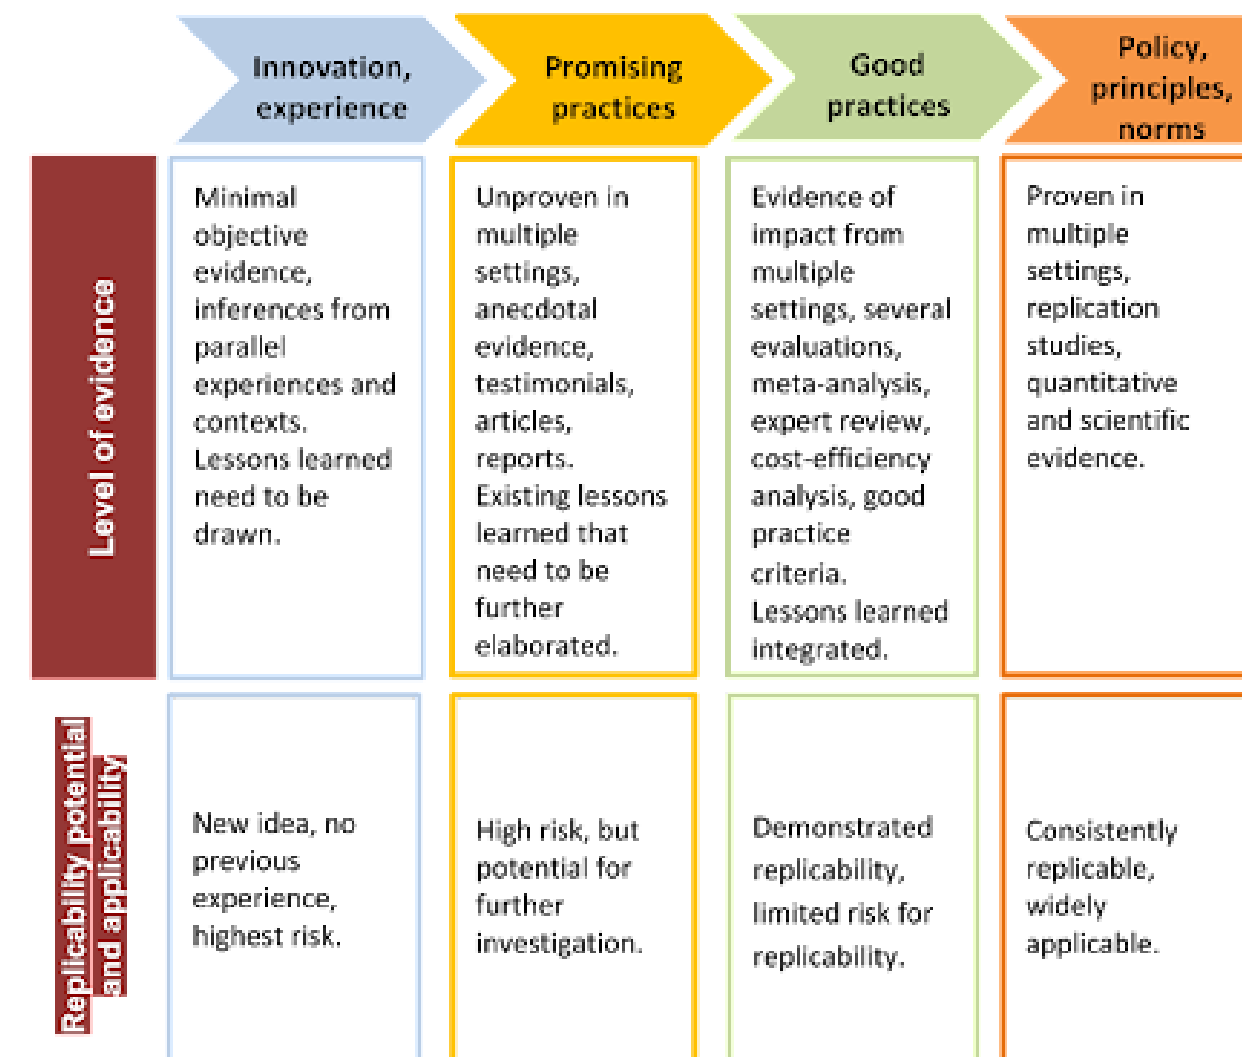 Innovation,
experience
Promising
practices
Good
practices
Policy,
principles,
norms
Level of evidence
Minimal
objective
evidence,
inferences from
parallel
experiences and
contexts.
Lessons learned
need to be
drawn.
Unproven in
multiple
settings,
anecdotal
evidence,
testimonials,
articles,
reports.
Existing lessons
learned that
need to be
further
elaborated.
Evidence of
impact from
multiple
settings, several
evaluations,
meta-analysis,
expert review,
cost-efficiency
analysis, good
practice
criteria.
Lessons learned
integrated.
Proven in
multiple
settings,
replication
studies,
quantitative
and scientific
evidence.
Replicability potential
and applicability
New idea, no
previous
experience,
highest risk.
High risk, but
potential for
further
investigation.
Demonstrated
replicability,
limited risk for
replicability.
Consistently
replicable,
widely
applicable.